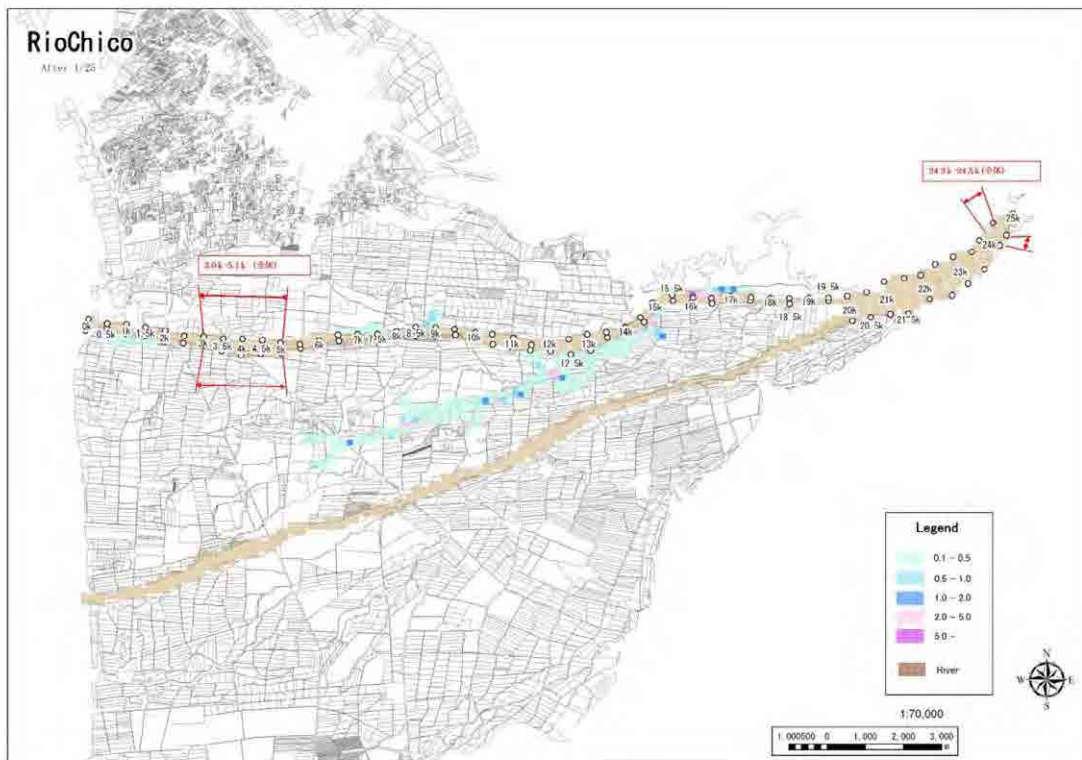 RioChico
After 1/25
25k
24k
23k
22k
21k
20k
20.5k
21.5k
19.5k
19k
18.5k
18k
17k
16k
15.5k
15k
14k
13k
12.5k
12k
11k
10k
9k
8.5k
8k
7k
6k
5k
4.5k
4k
3.5k
2k
1k
0.5k
0k
Legend
0.1 - 0.5
0.5 - 1.0
1.0 - 2.0
2.0 - 5.0
5.0 -
River
N
W
E
S
1:70,000
1,000500 0 1,000 2,000 3,000